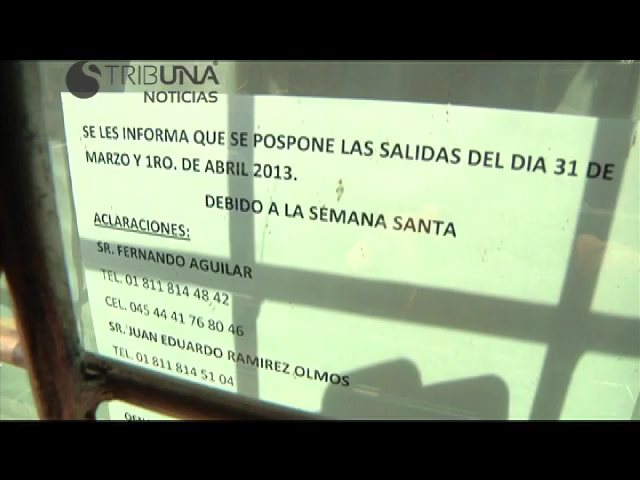 TRIBUNA
NOTICIAS
SE LES INFORMA QUE SE POSPONE LAS SALIDAS DEL DIA 31 DE
MARZO Y 1RO. DE ABRIL 2013.
DEBIDO A LA SEMANA SANTA
ACLARACIONES:
SR. FERNANDO AGUILAR
TEL. 01 811 814 48 42
CEL. 045 44 41 76 80 46
SR. JUAN EDUARDO RAMIREZ OLMOS
TEL. 01 811 814 51 04